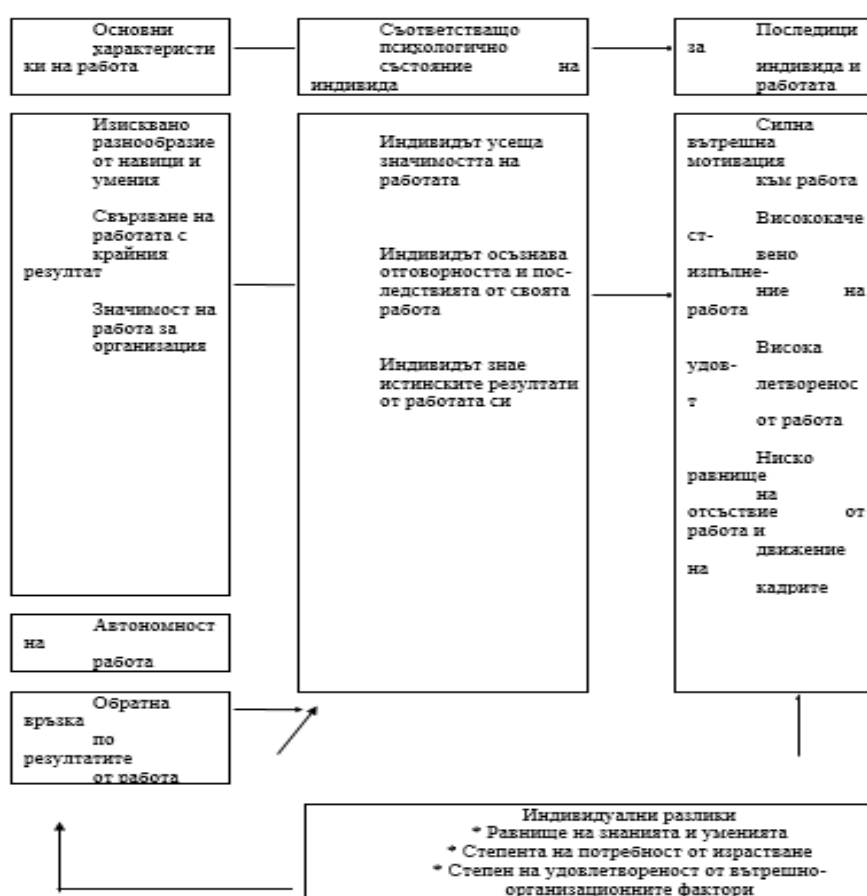 Основни
характеристи
ки на работа
Съответстващо
психологично
състояние на
индивида
Последици
за
индивида и
работата
Изисквано
разнообразие
от навици и
умения
Свързване на
работата с
крайния
резултат
Значимост на
работа за
организация
Индивидът усеща
значимостта на
работата
Индивидът осъзнава
отговорността и пос-
ледствията от своята
работа
Индивидът знае
истинските резултати
от работата си
Силна
вътрешна
мотивация
към работа
Висококаче
ст-
вено
изпълне-
ние на
работа
Висока
удов-
летворенос
т
от работа
Ниско
равнище
на
отсъствие от
работа и
движение
на
кадрите
Автономност
на
работа
Обратна
връзка
по
резултатите
от работа
Индивидуални разлики
* Равнище на знанията и уменията
* Степента на потребност от израстване
* Степен на удовлетвореност от вътрешно-
организационните фактори